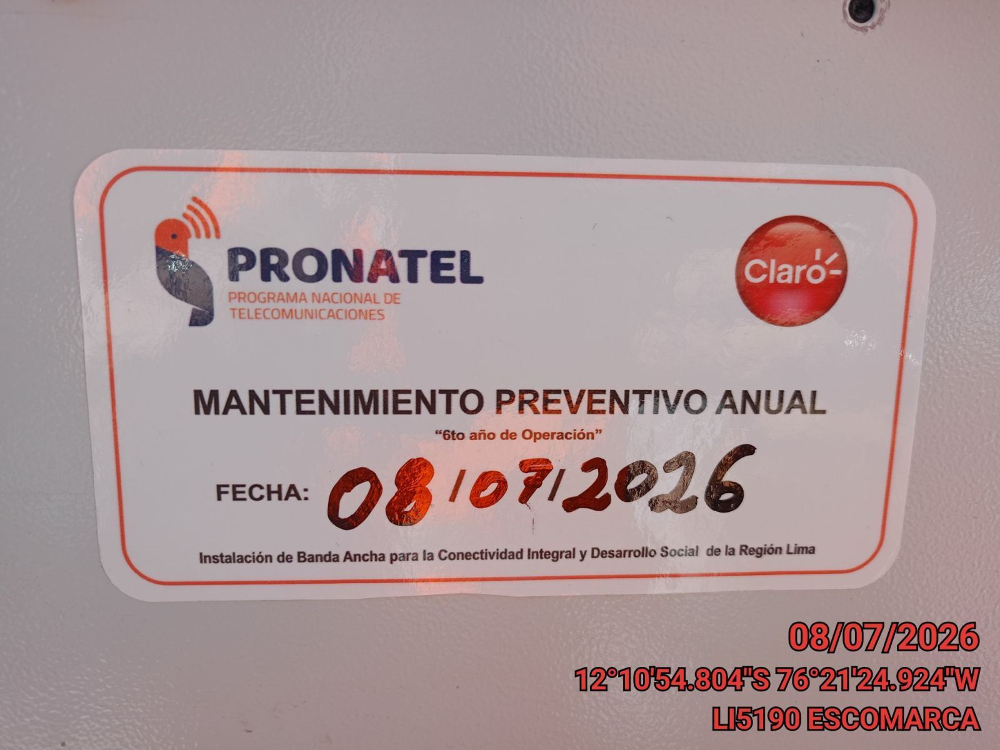 PRONATEL
PROGRAMA NACIONAL DE
TELECOMUNICACIONES
Claro
MANTENIMIENTO PREVENTIVO ANUAL
“6to año de Operación”
FECHA: 08/07/2026
Instalación de Banda Ancha para la Conectividad Integral y Desarrollo Social de la Región Lima
08/07/2026
12°10'54.804"S 76°21'24.924"W
LI5190 ESCOMARCA